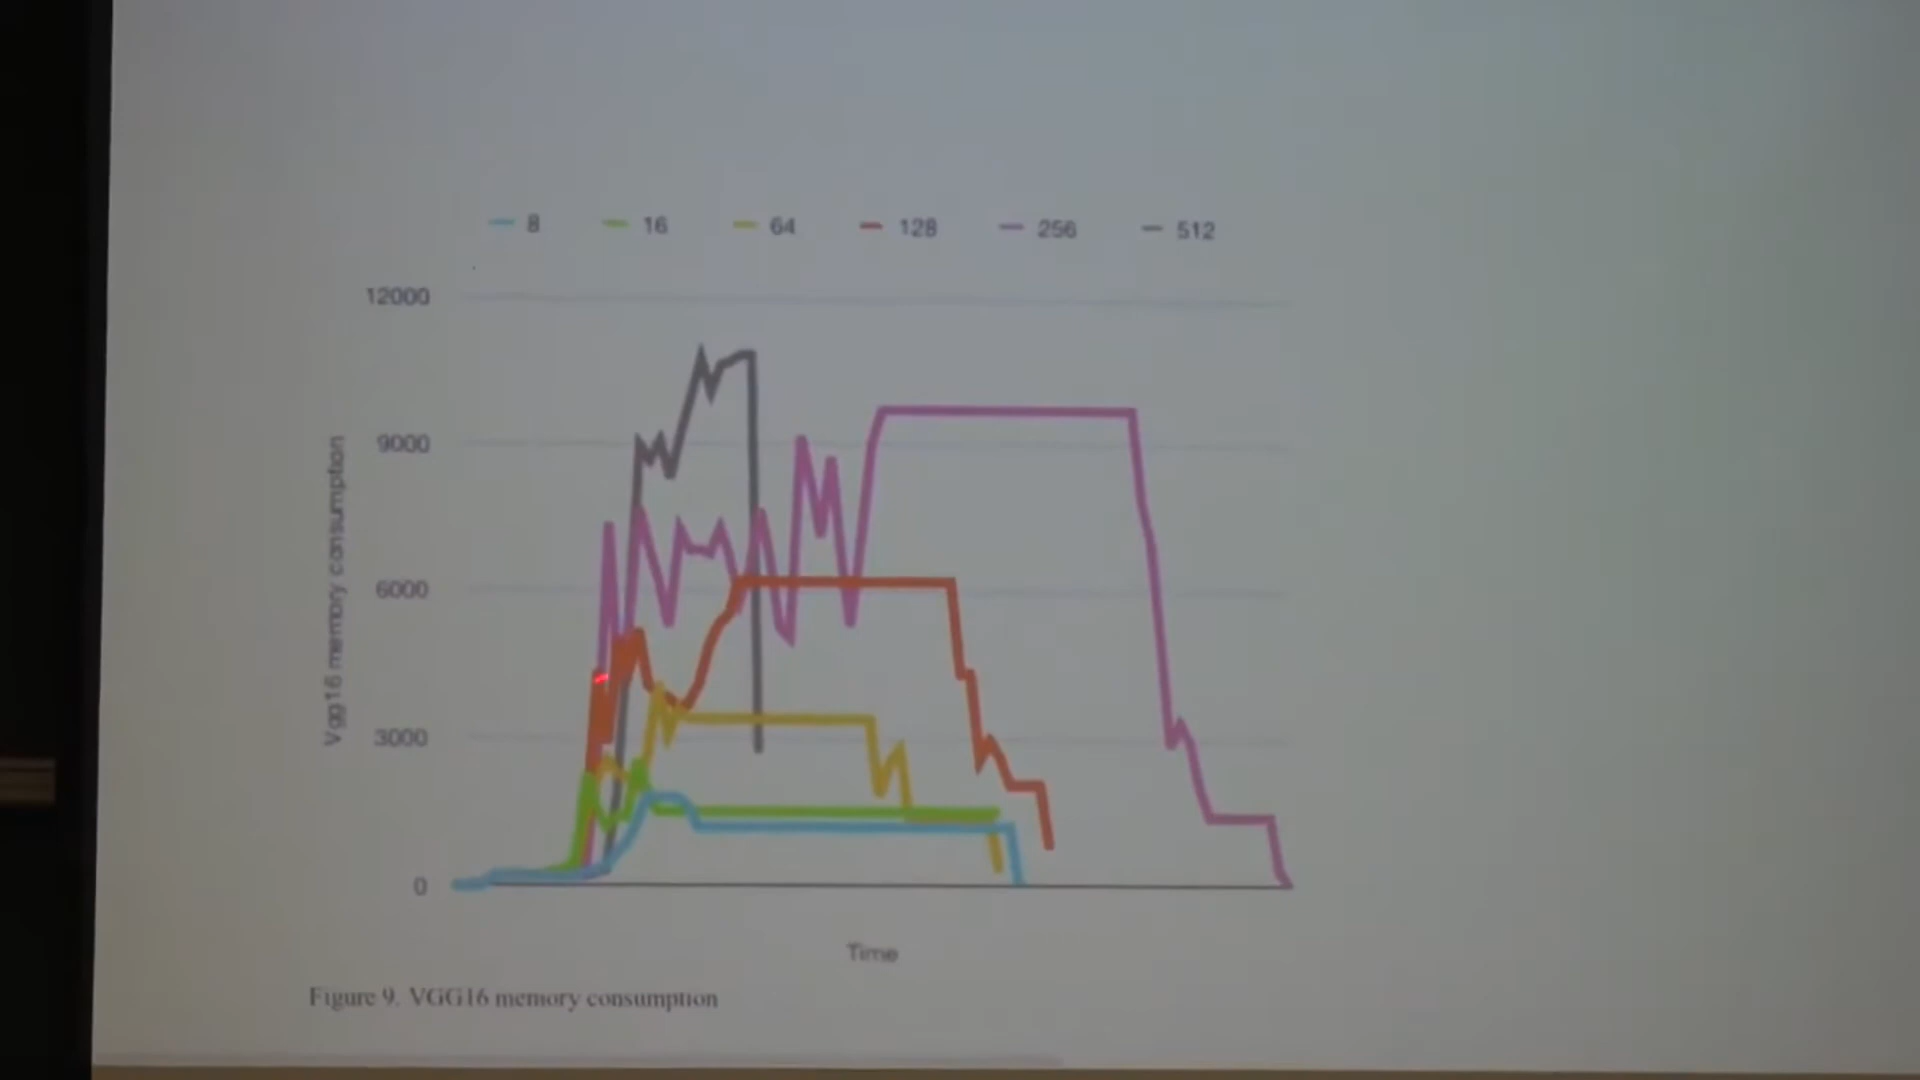 8 16 64 128 256 512
12000
9000
6000
3000
0
Vgg16 memory consumption
Time
Figure 9. VGG16 memory consumption